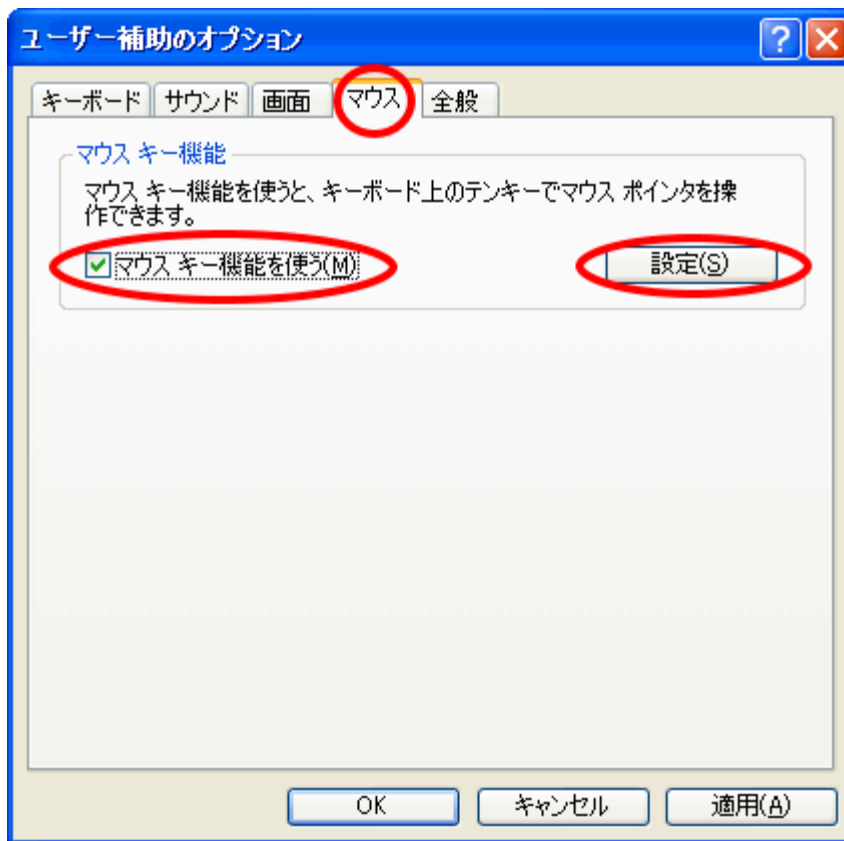 ユーザー補助のオプション
キーボード サウンド 画面 マウス 全般
マウス キー機能
マウス キー機能を使うと、キーボード上のテンキーでマウス ポインタを操
作できます。
マウス キー機能を使う(M) 設定(S)
OK キャンセル 適用(A)